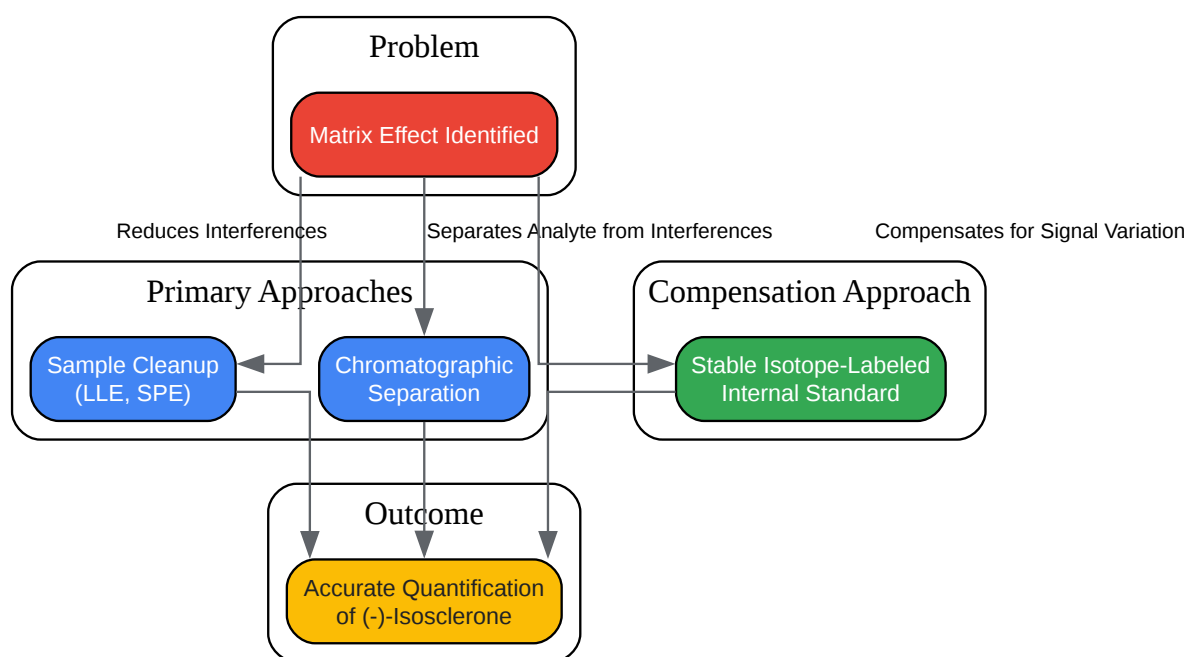 Problem
Matrix Effect Identified
Reduces Interferences
Separates Analyte from Interferences
Compensates for Signal Variation
Primary Approaches
Compensation Approach
Sample Cleanup
(LLE, SPE)
Chromatographic
Separation
Stable Isotope-Labeled
Internal Standard
Outcome
Accurate Quantification
of (-)-Isosclerone